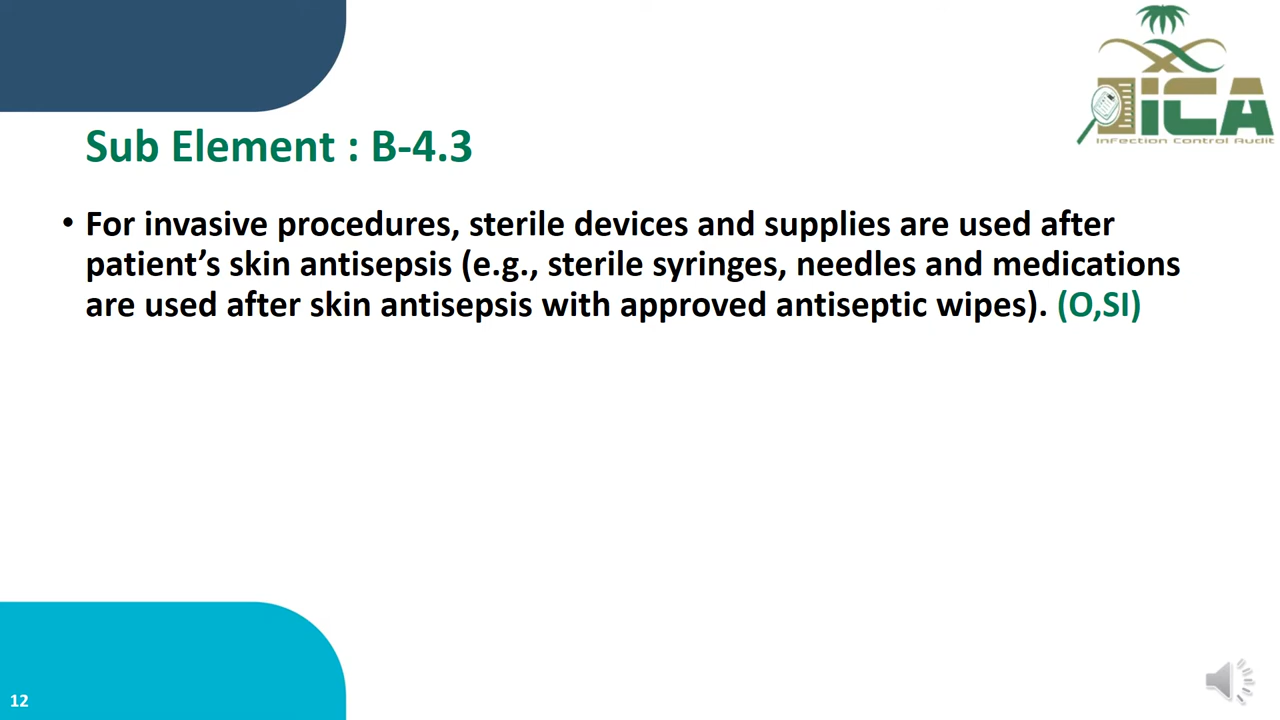 iCA
Infection Control Audit
Sub Element : B-4.3
• For invasive procedures, sterile devices and supplies are used after
patient’s skin antisepsis (e.g., sterile syringes, needles and medications
are used after skin antisepsis with approved antiseptic wipes). (O,SI)
12